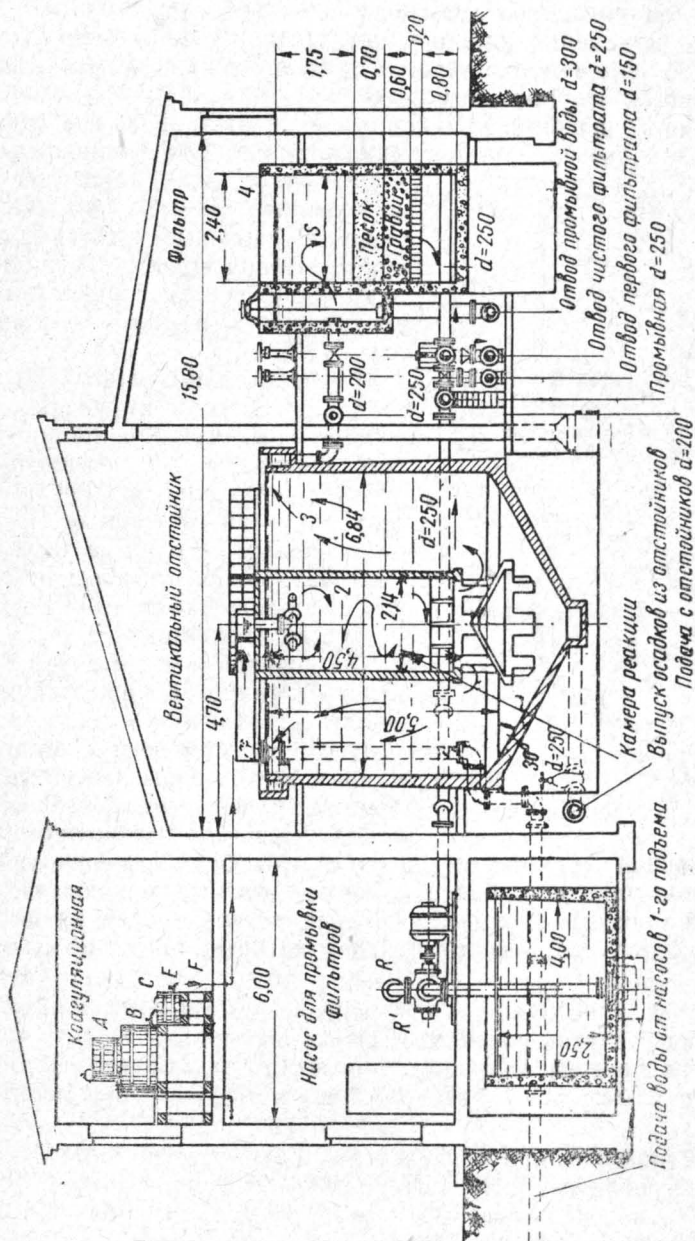 Коагуляционная
A
B
C
E
F
6,00
Насос для промывки
фильтров
R
R
4,00
2,50
Подача воды от насосов 1-го подъема
Вертикальный отстойник
4,70
15,80
2
3
4,50
2,14
6,84
5,00
30°
d=250
d=250
Камера реакции
Выпуск осадков из отстойников
Подача с отстойников d=200
Фильтр
2,40
4
S
Песок
Гравий
d=250
d=200
d=250
1,75
0,70
0,60
0,20
0,80
Отвод промывной воды d=300
Отвод чистого фильтрата d=250
Отвод первого фильтрата d=150
Промывная d=250